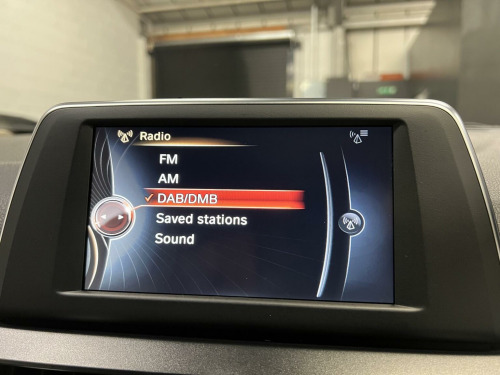 Radio
FM
AM
DAB/DMB
Saved stations
Sound